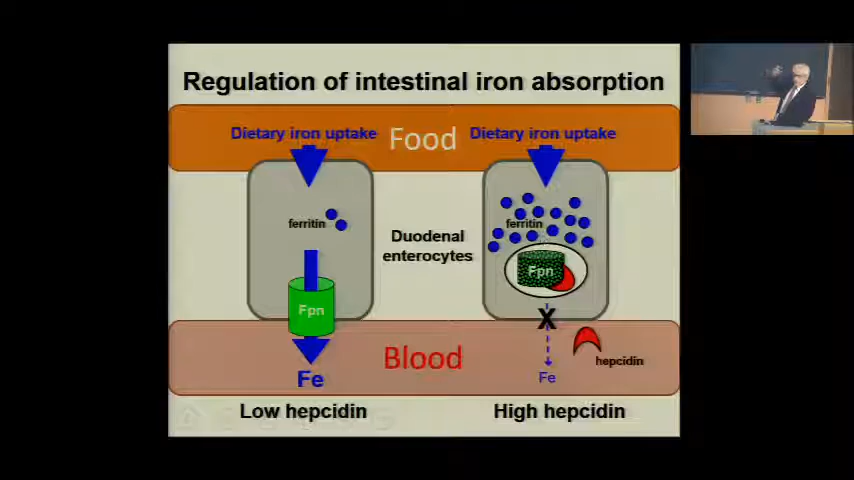 Regulation of intestinal iron absorption
Dietary iron uptake Food Dietary iron uptake
ferritin
ferritin
Duodenal
enterocytes
Fpn
Fpn
X
Blood
hepcidin
Fe
Fe
Low hepcidin
High hepcidin